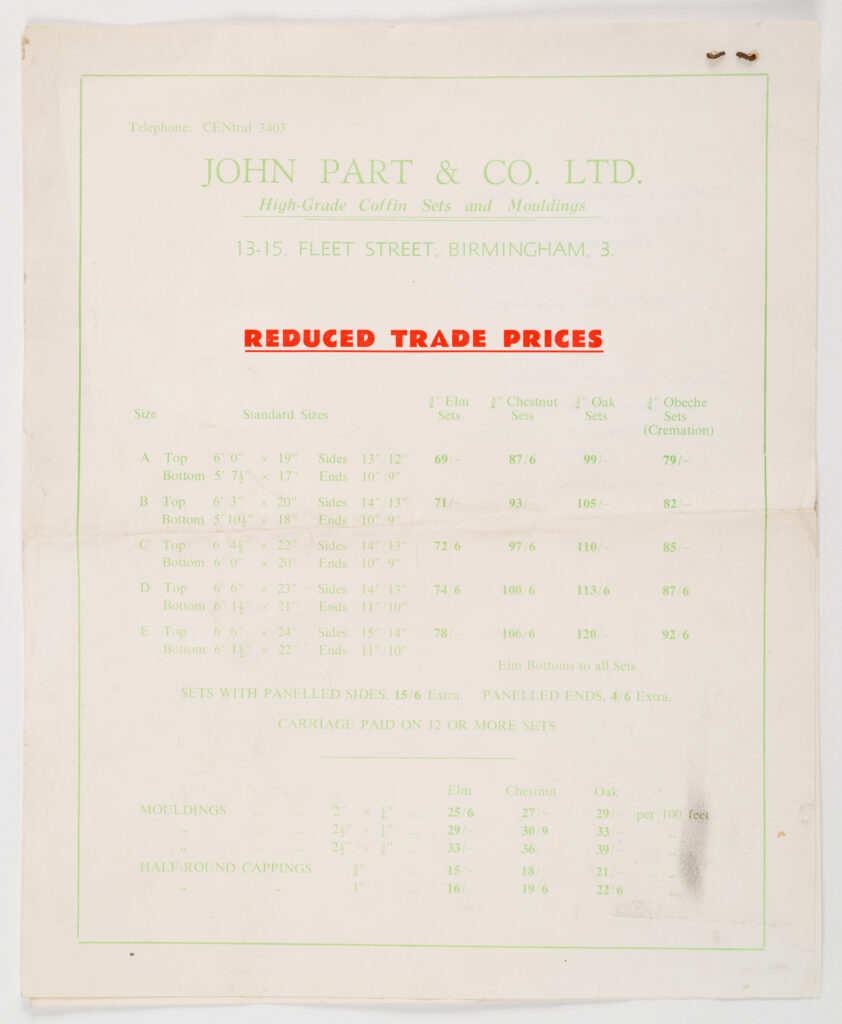 Telephone: CENtral 3403
JOHN PART & CO. LTD.
High-Grade Coffin Sets and Mouldings
13-15, FLEET STREET, BIRMINGHAM, 3.
REDUCED TRADE PRICES
Size Standard Sizes ¾" Elm Sets ¾" Chestnut Sets ¾" Oak Sets ¾" Obeche Sets (Cremation)
A Top 6′ 0″ × 19″ Sides 13″/12″ 69/– 87/6 99/– 79/–
Bottom 5′ 7½″ × 17″ Ends 10″/9″
B Top 6′ 3″ × 20″ Sides 14″/13″ 71/– 93/– 105/– 82/–
Bottom 5′ 10½″ × 18″ Ends 10″/9″
C Top 6′ 4½″ × 22″ Sides 14″/13″ 72/6 97/6 110/– 85/–
Bottom 6′ 0″ × 20″ Ends 10″/9″
D Top 6′ 6″ × 23″ Sides 14″/13″ 74/6 100/6 113/6 87/6
Bottom 6″ 1½″ × 21″ Ends 11″/10″
E Top 6′ 6″ × 24″ Sides 15″/14″ 78/– 106/6 120/– 92/6
Bottom 6′ 1½″ × 22″ Ends 11″/10″
Elm Bottoms to all Sets.
SETS WITH PANELLED SIDES, 15/6 Extra. PANELLED ENDS, 4/6 Extra.
CARRIAGE PAID ON 12 OR MORE SETS.
Elm Chestnut Oak
MOULDINGS ... ... 2″ × ... 25/6 27/– 29/– per 100 feet
„ ... ... 2½″ × ... 29/– 30/9 33/– „
„ ... ... 2½″ × ... 33/– 36/– 39/– „
HALF-ROUND CAPPINGS ¾″ ... 15/– 18/– 21/– „
„ „ 1″ ... 16/– 19/6 22/6 „